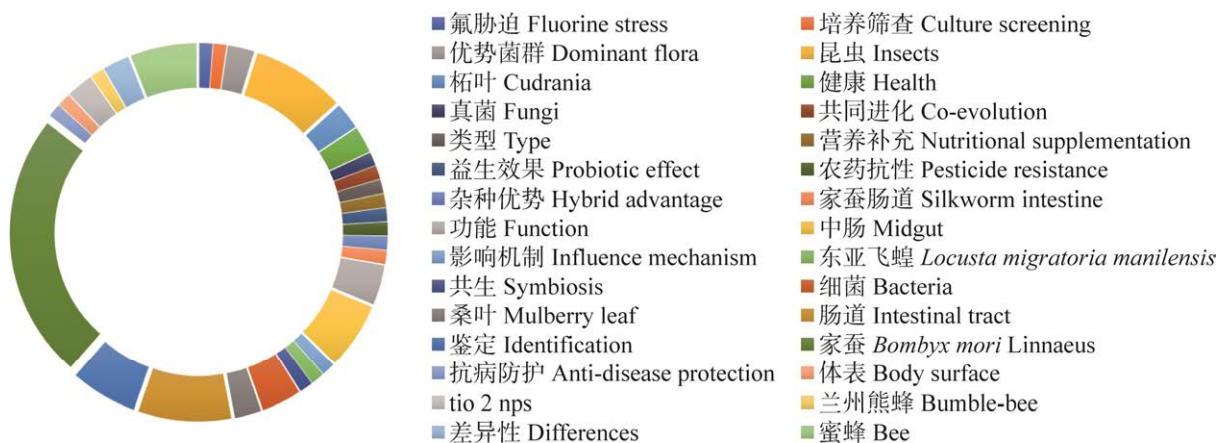 氟胁迫 Fluorine stress
培养筛查 Culture screening
优势菌群 Dominant flora
昆虫 Insects
柘叶 Cudrania
健康 Health
真菌 Fungi
共同进化 Co-evolution
类型 Type
营养补充 Nutritional supplementation
益生效果 Probiotic effect
农药抗性 Pesticide resistance
杂种优势 Hybrid advantage
家蚕肠道 Silkworm intestine
功能 Function
中肠 Midgut
影响机制 Influence mechanism
东亚飞蝗 Locusta migratoria manilensis
共生 Symbiosis
细菌 Bacteria
桑叶 Mulberry leaf
肠道 Intestinal tract
鉴定 Identification
家蚕 Bombyx mori Linnaeus
抗病防护 Anti-disease protection
体表 Body surface
tio 2 nps
兰州熊蜂 Bumble-bee
差异性 Differences
蜜蜂 Bee